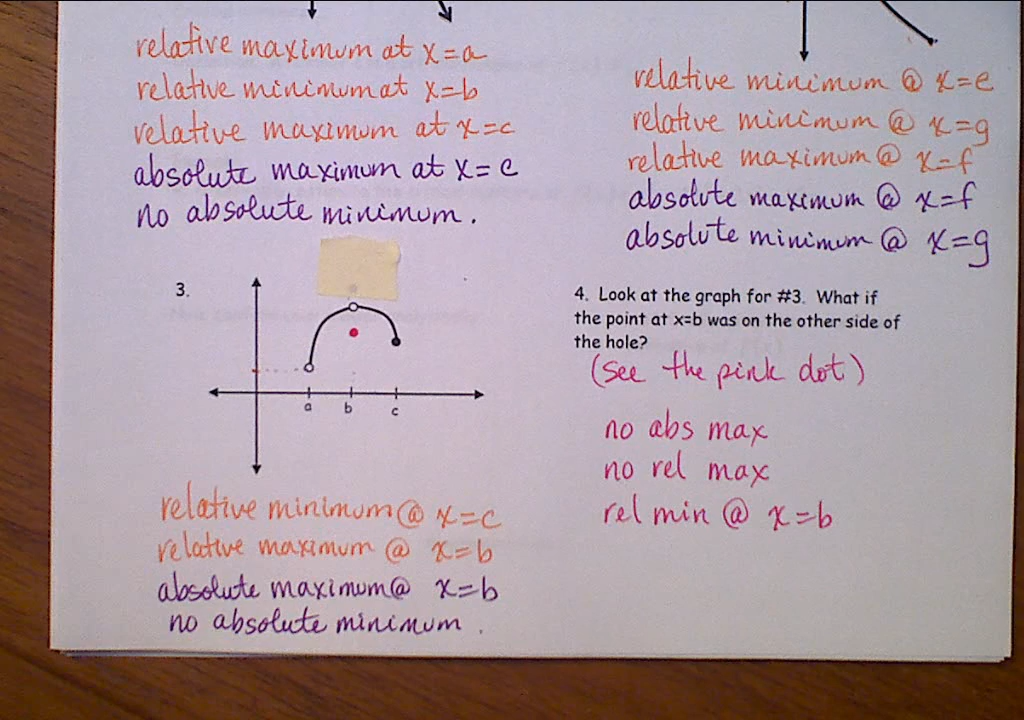 relative maximum at x=a
relative minimum at x=b
relative maximum at x=c
absolute maximum at x=c
no absolute minimum.
relative minimum @ x=e
relative minimum @ x=g
relative maximum @ x=f
absolute maximum @ x=f
absolute minimum @ x=g
3.
a b c
relative minimum @ x=c
relative maximum @ x=b
absolute maximum @ x=b
no absolute minimum.
4. Look at the graph for #3. What if
the point at x=b was on the other side of
the hole?
(see the pink dot)
no abs max
no rel max
rel min @ x=b